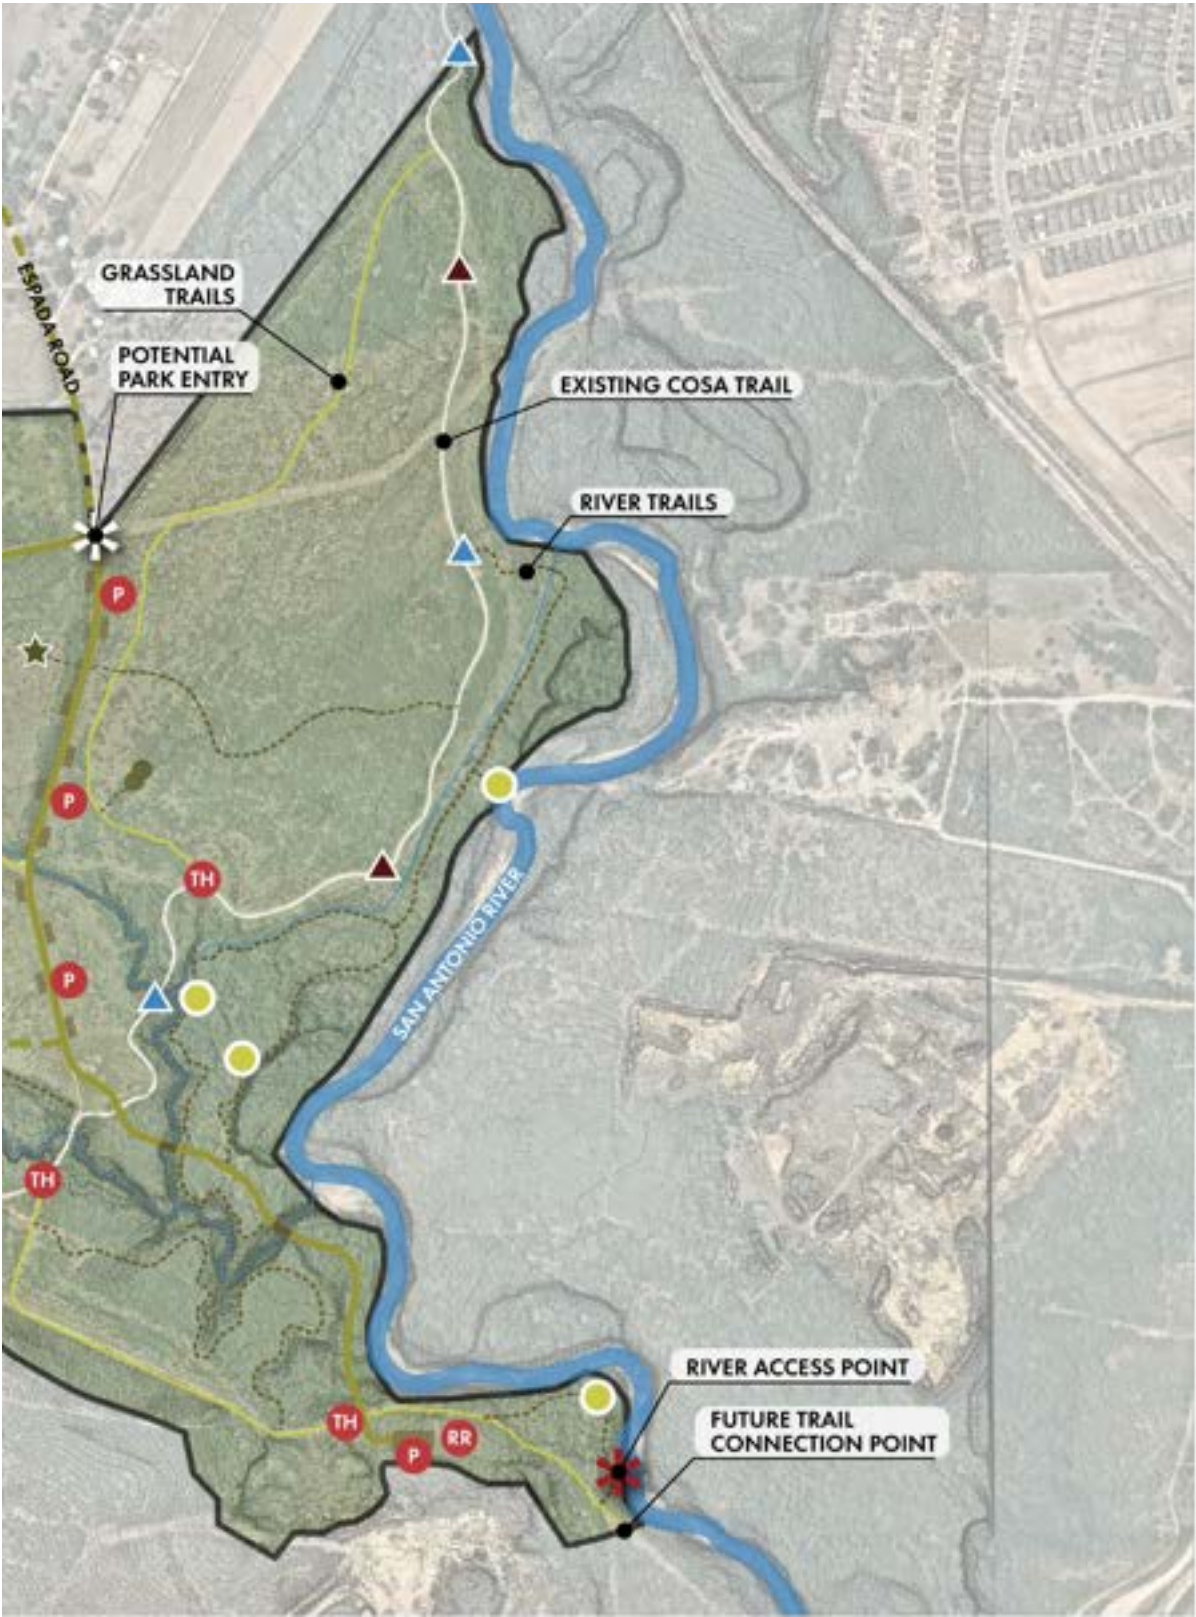 GRASSLAND
TRAILS
ESPADA ROAD
POTENTIAL
PARK ENTRY
EXISTING COSA TRAIL
RIVER TRAILS
P
P
TH
P
SAN ANTONIO RIVER
TH
RIVER ACCESS POINT
TH
RR
P
FUTURE TRAIL
CONNECTION POINT